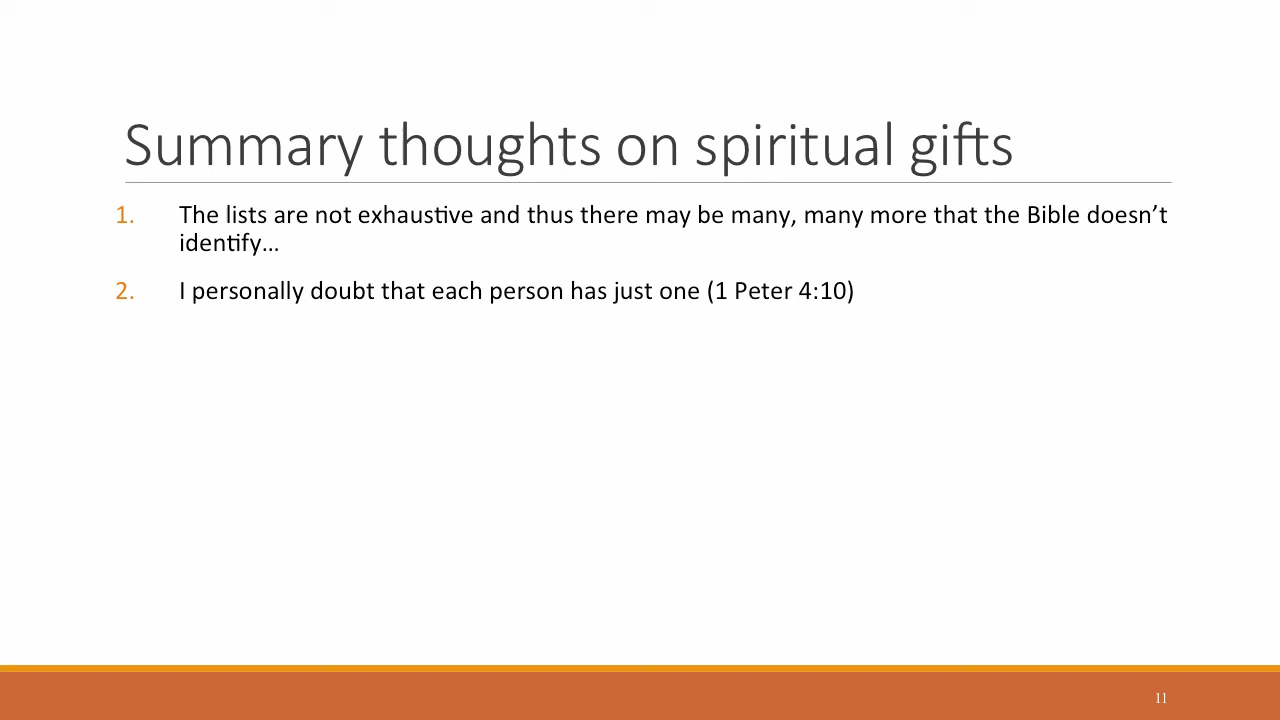 Summary thoughts on spiritual gifts
1. The lists are not exhaustive and thus there may be many, many more that the Bible doesn’t
identify…
2. I personally doubt that each person has just one (1 Peter 4:10)
11